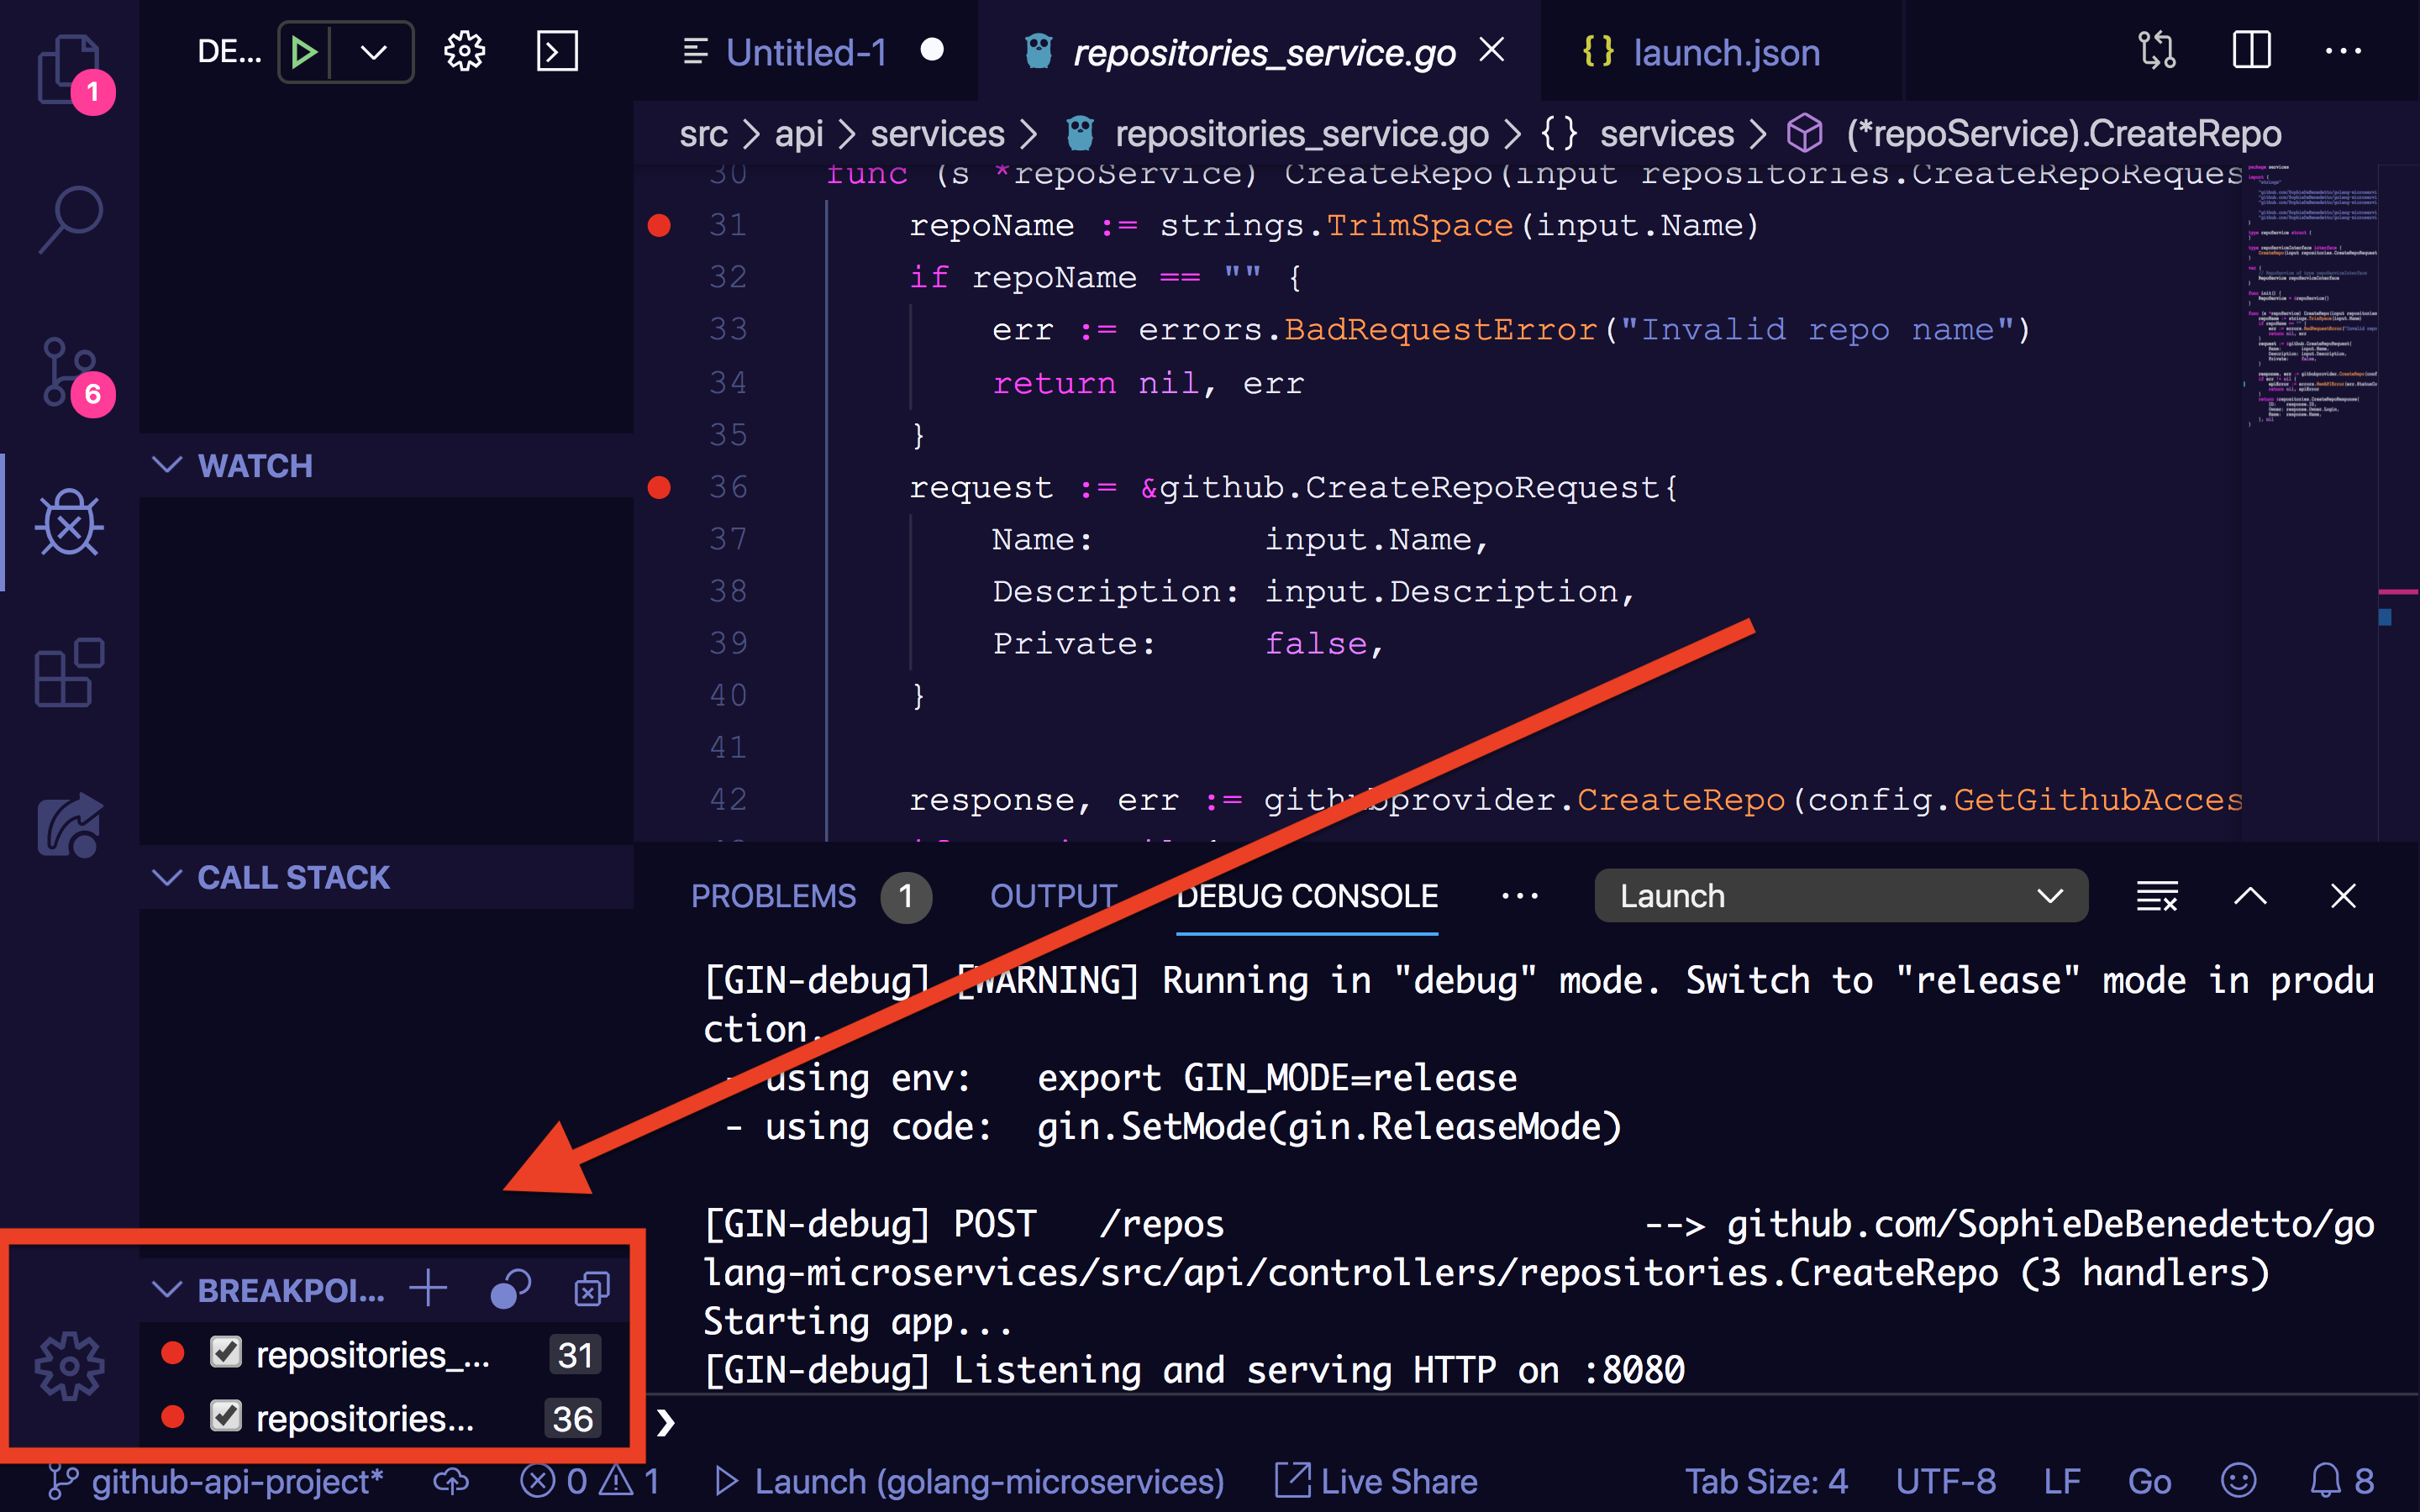 1
6
DE...
Untitled-1
repositories_service.go
launch.json
src > api > services > repositories_service.go > {} services > (*repoService).CreateRepo
30 func (s *repoService) CreateRepo(input repositories.CreateRepoReques
31 repoName := strings.TrimSpace(input.Name)
32 if repoName == "" {
33 err := errors.BadRequestError("Invalid repo name")
34 return nil, err
35 }
36 request := &github.CreateRepoRequest{
37 Name: input.Name,
38 Description: input.Description,
39 Private: false,
40 }
41
42 response, err := githubprovider.CreateRepo(config.GetGithubAcces
WATCH
CALL STACK
BREAKPOI...
repositories_... 31
repositories... 36
PROBLEMS 1 OUTPUT DEBUG CONSOLE ... Launch
[GIN-debug] [WARNING] Running in "debug" mode. Switch to "release" mode in produ
ction.
- using env: export GIN_MODE=release
- using code: gin.SetMode(gin.ReleaseMode)
[GIN-debug] POST /repos --> github.com/SophieDeBenedetto/go
lang-microservices/src/api/controllers/repositories.CreateRepo (3 handlers)
Starting app...
[GIN-debug] Listening and serving HTTP on :8080
❯
github-api-project* 0 1 Launch (golang-microservices) Live Share Tab Size: 4 UTF-8 LF Go 8